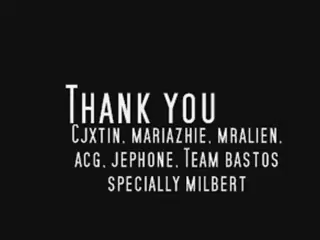 Thank you
Cjxtin, mariazhie, mralien,
acg, jephone, Team bastos
specially milbert